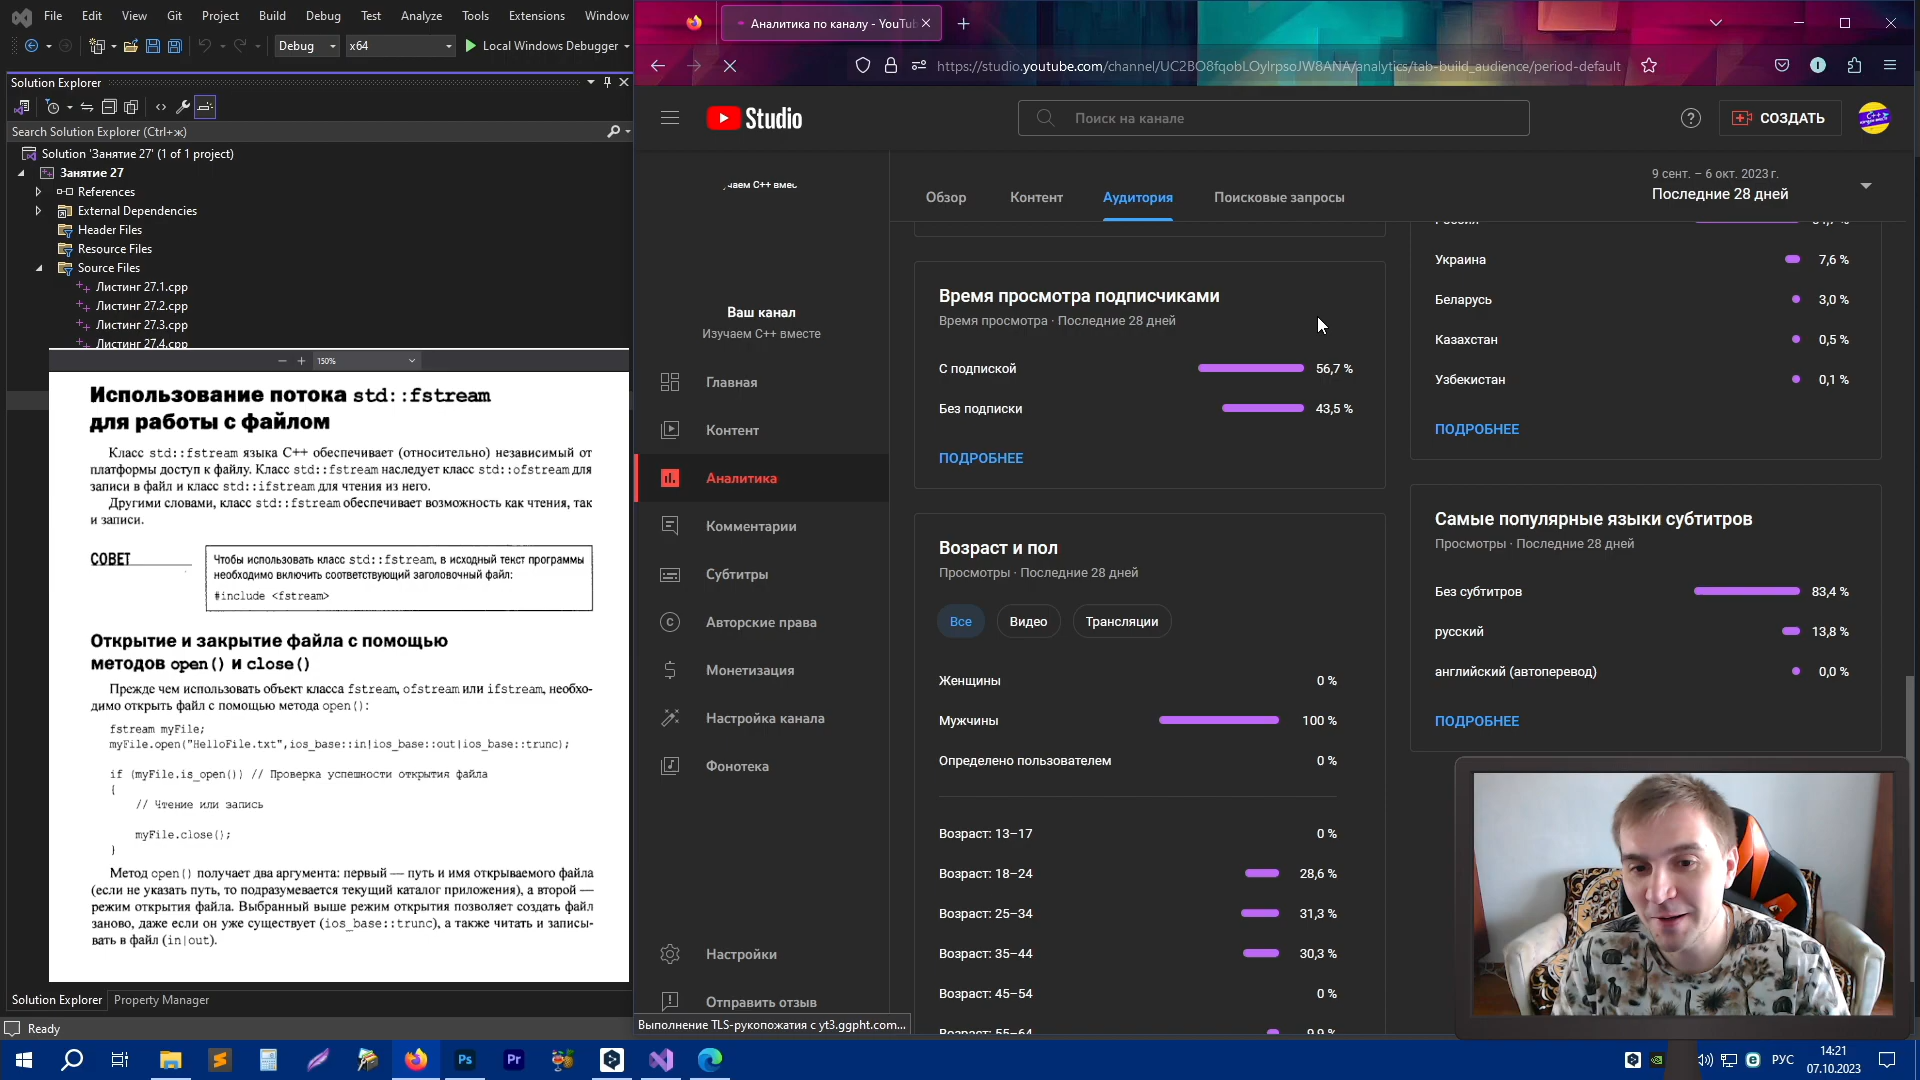 File Edit View Git Project Build Debug Test Analyze Tools Extensions Window
Debug x64 Local Windows Debugger
Solution Explorer
Search Solution Explorer (Ctrl+ж)
Solution 'Занятие 27' (1 of 1 project)
Занятие 27
References
External Dependencies
Header Files
Resource Files
Source Files
Листинг 27.1.cpp
Листинг 27.2.cpp
Листинг 27.3.cpp
Листинг 27.4.cpp
150%
Использование потока std::fstream
для работы с файлом
Класс std::fstream языка C++ обеспечивает (относительно) независимый от
платформы доступ к файлу. Класс std::fstream наследует класс std::ofstream для
записи в файл и класс std::ifstream для чтения из него.
Другими словами, класс std::fstream обеспечивает возможность как чтения, так
и записи.
СОВЕТ
Чтобы использовать класс std::fstream, в исходный текст программы
необходимо включить соответствующий заголовочный файл:
#include <fstream>
Открытие и закрытие файла с помощью
методов open() и close()
Прежде чем использовать объект класса fstream, ofstream или ifstream, необхо-
димо открыть файл с помощью метода open():
fstream myFile;
myFile.open("HelloFile.txt",ios_base::in|ios_base::out|ios_base::trunc);
if (myFile.is_open()) // Проверка успешности открытия файла
{
// Чтение или запись
myFile.close();
}
Метод open() получает два аргумента: первый — путь и имя открываемого файла
(если не указать путь, то подразумевается текущий каталог приложения), а второй —
режим открытия файла. Выбранный выше режим открытия позволяет создать файл
заново, даже если он уже существует (ios_base::trunc), а также читать и записы-
вать в файл (in|out).
Solution Explorer Property Manager
Ready
Аналитика по каналу - YouTub
https://studio.youtube.com/channel/UC2BO8fqobLOyIrpsoJW8ANA/analytics/tab-build_audience/period-default
Studio
Поиск на канале
СОЗДАТЬ
Ваш канал
Изучаем C++ вместе
Главная
Контент
Аналитика
Комментарии
Субтитры
Авторские права
Монетизация
Настройка канала
Фонотека
Настройки
Отправить отзыв
Выполнение TLS-рукопожатия с yt3.ggpht.com...
Обзор Контент Аудитория Поисковые запросы
9 сент. – 6 окт. 2023 г.
Последние 28 дней
Время просмотра подписчиками
Время просмотра · Последние 28 дней
С подпиской 56,7 %
Без подписки 43,5 %
ПОДРОБНЕЕ
Возраст и пол
Просмотры · Последние 28 дней
Все Видео Трансляции
Женщины 0 %
Мужчины 100 %
Определено пользователем 0 %
Возраст: 13–17 0 %
Возраст: 18–24 28,6 %
Возраст: 25–34 31,3 %
Возраст: 35–44 30,3 %
Возраст: 45–54 0 %
Возраст: 55–64 9,9 %
Украина 7,6 %
Беларусь 3,0 %
Казахстан 0,5 %
Узбекистан 0,1 %
ПОДРОБНЕЕ
Самые популярные языки субтитров
Просмотры · Последние 28 дней
Без субтитров 83,4 %
русский 13,8 %
английский (автоперевод) 0,0 %
ПОДРОБНЕЕ
РУС
14:21
07.10.2023